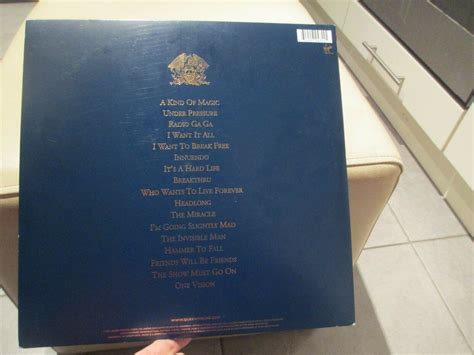 A KIND OF MAGIC
UNDER PRESSURE
RADIO GA GA
I WANT IT ALL
I WANT TO BREAK FREE
INNUENDO
IT'S A HARD LIFE
BREAKTHRU
WHO WANTS TO LIVE FOREVER
HEADLONG
THE MIRACLE
I'M GOING SLIGHTLY MAD
THE INVISIBLE MAN
HAMMER TO FALL
FRIENDS WILL BE FRIENDS
THE SHOW MUST GO ON
ONE VISION